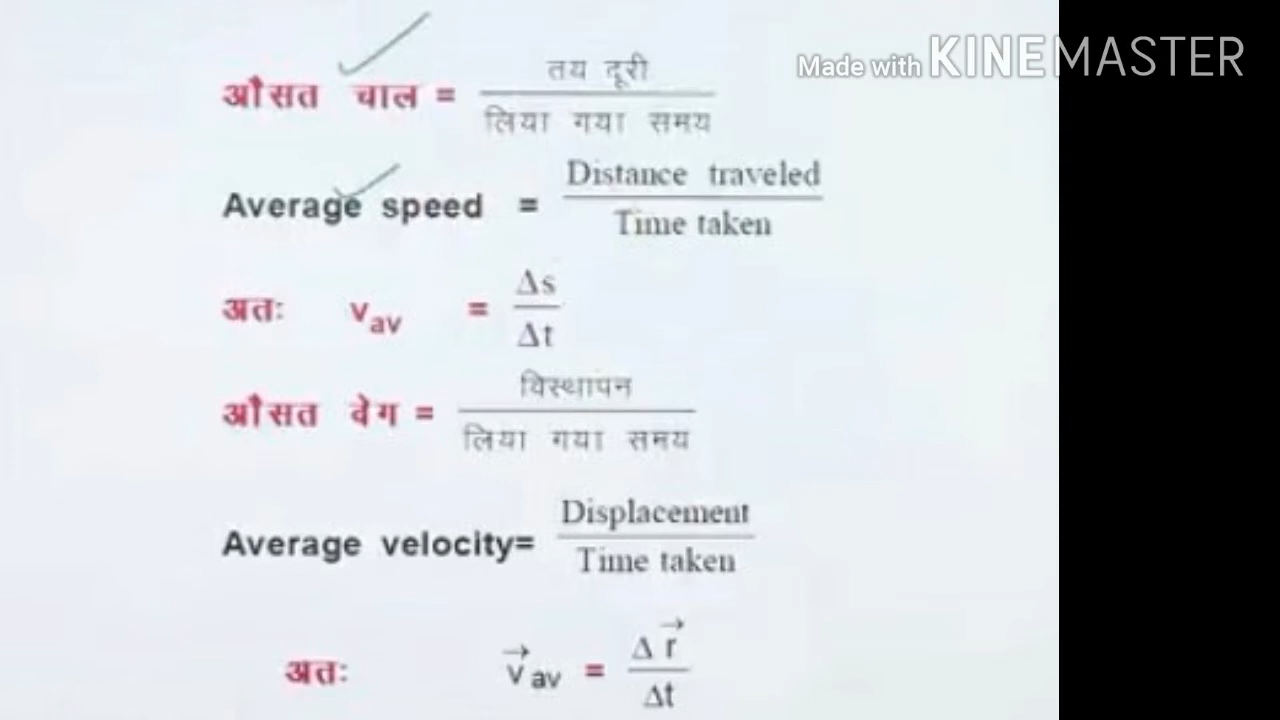 Made with KINEMASTER
औसत चाल = तय दूरी / लिया गया समय
Average speed = Distance traveled / Time taken
अतः v_av = Δs / Δt
औसत वेग = विस्थापन / लिया गया समय
Average velocity= Displacement / Time taken
अतः v⃗_av = Δ r⃗ / Δt